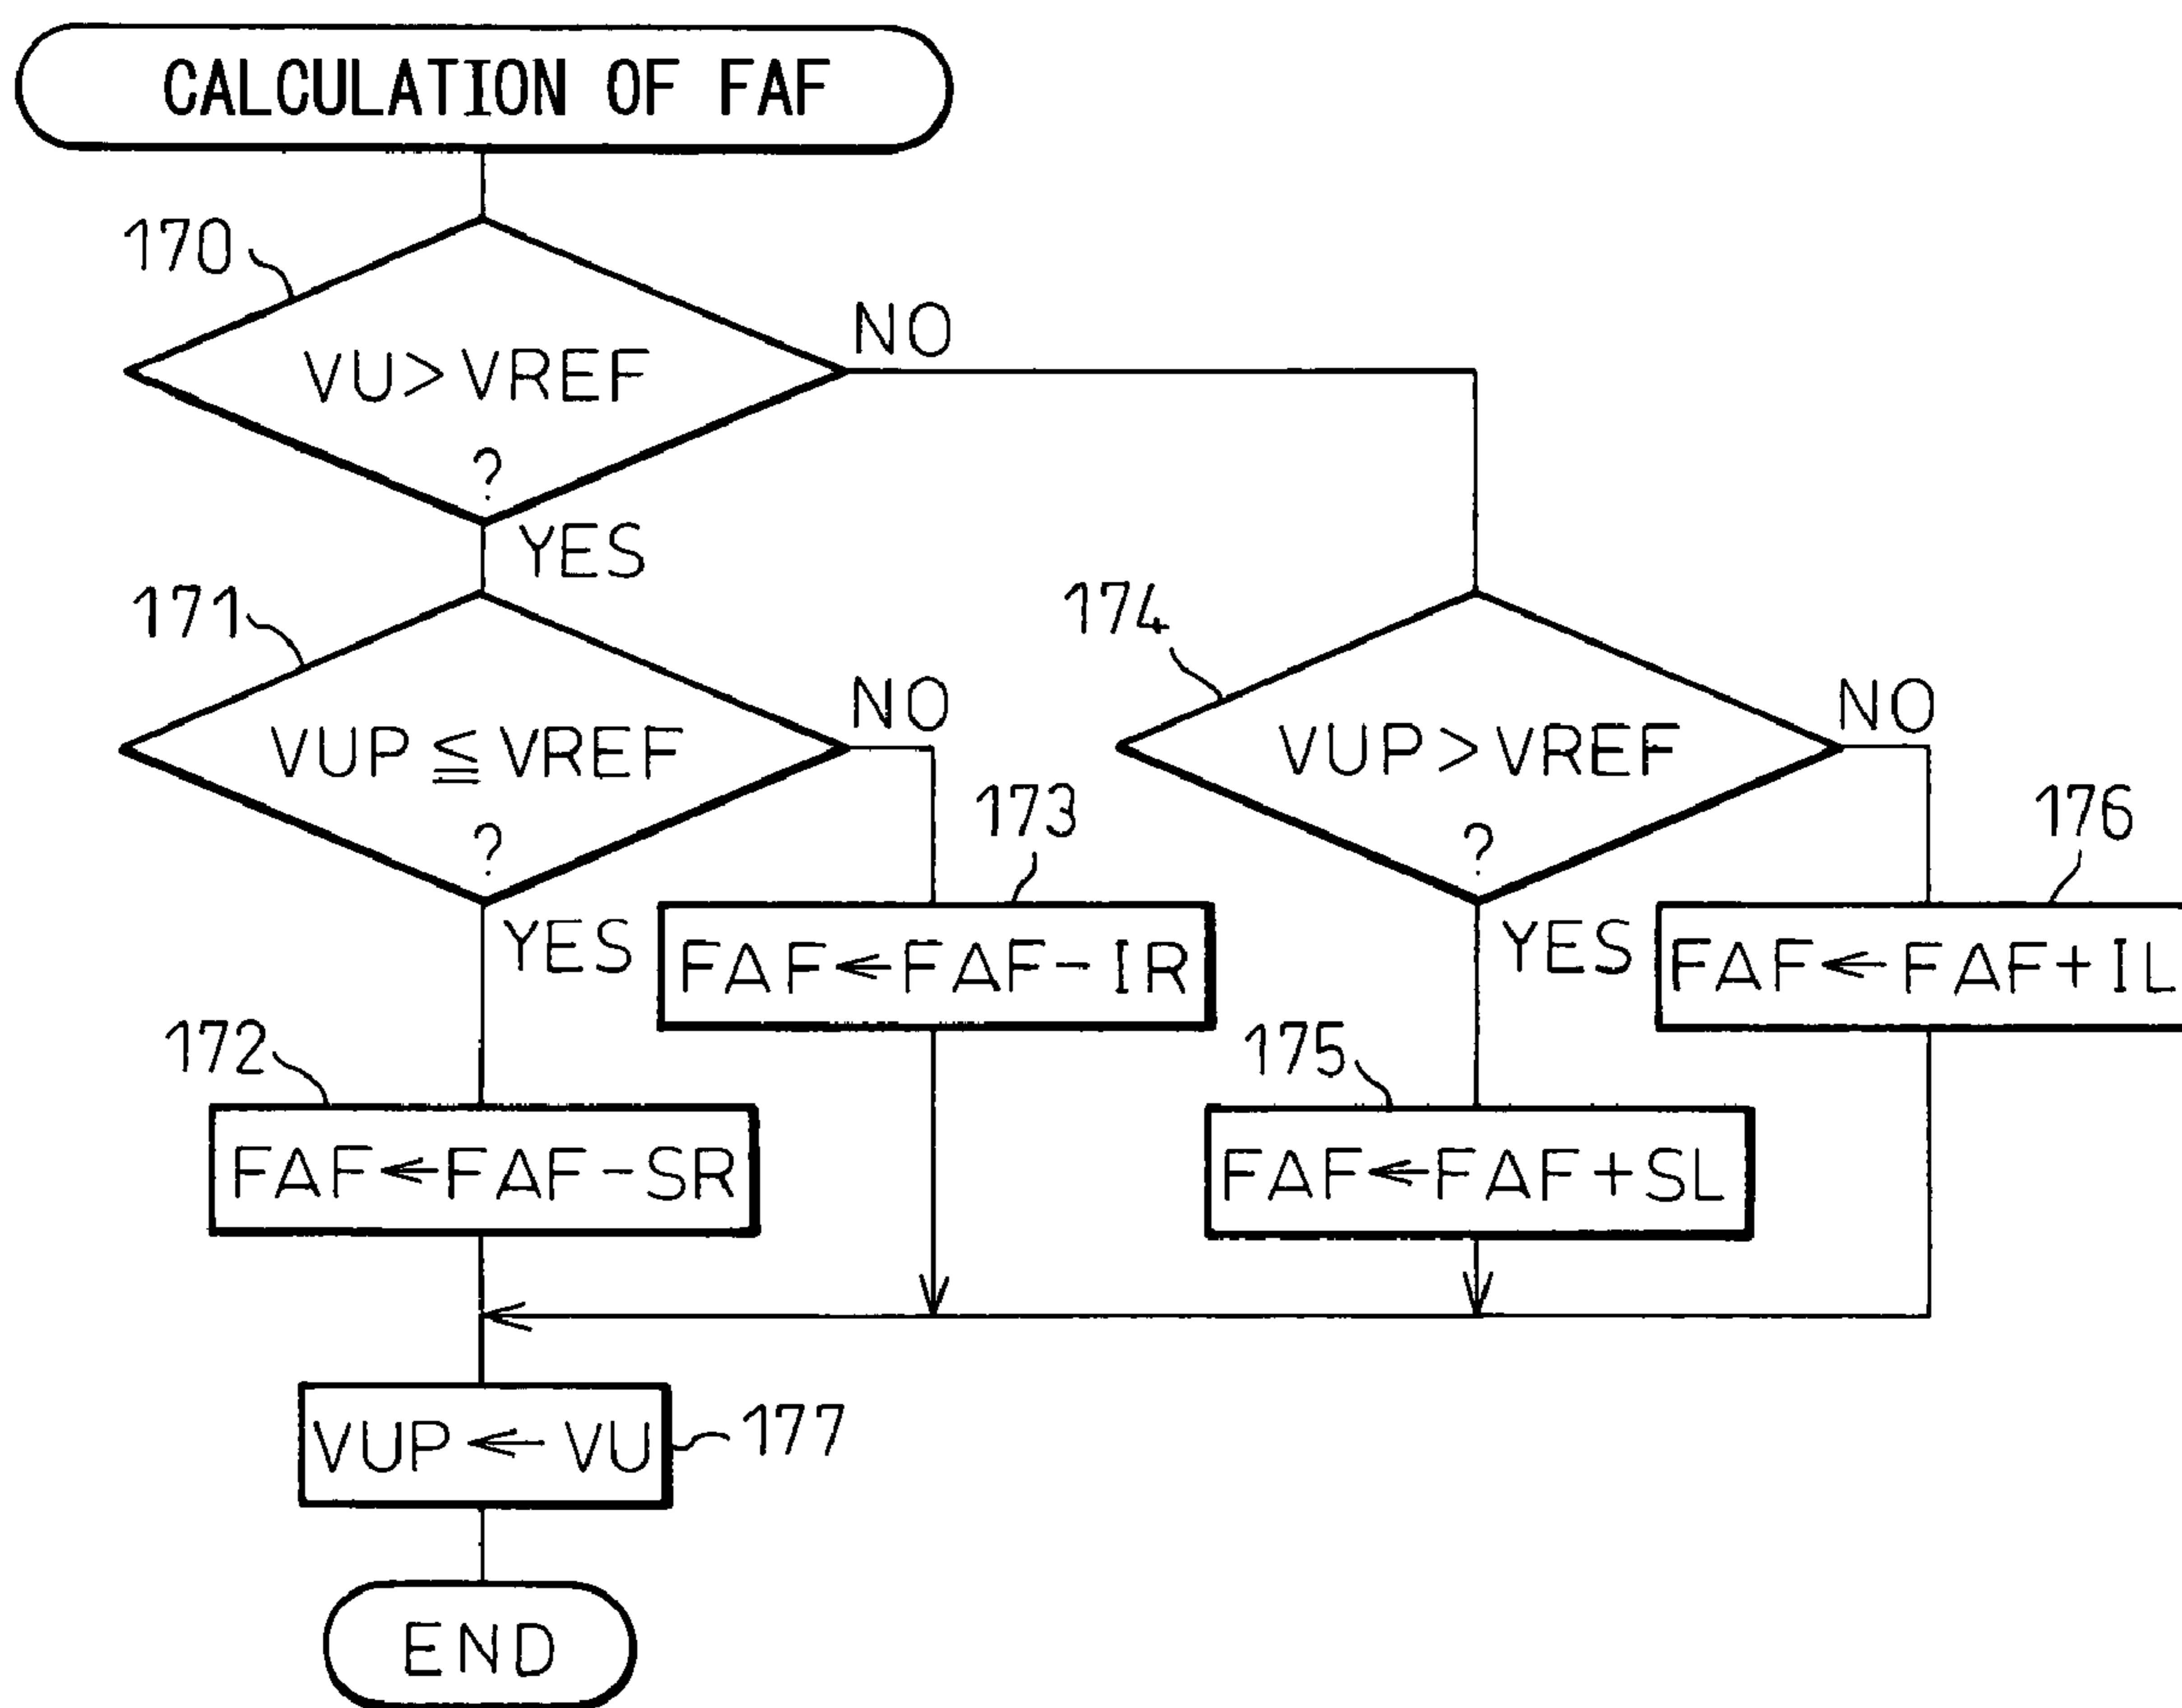 CALCULATION OF FAF
170
NO
VU>VREF
?
YES
171
174
NO
NO
VUP≦VREF
VUP>VREF
?
?
173
176
YES
FAF←FAF-IR
YES
FAF←FAF+IL
172
175
FAF←FAF-SR
FAF←FAF+SL
VUP←VU
177
END